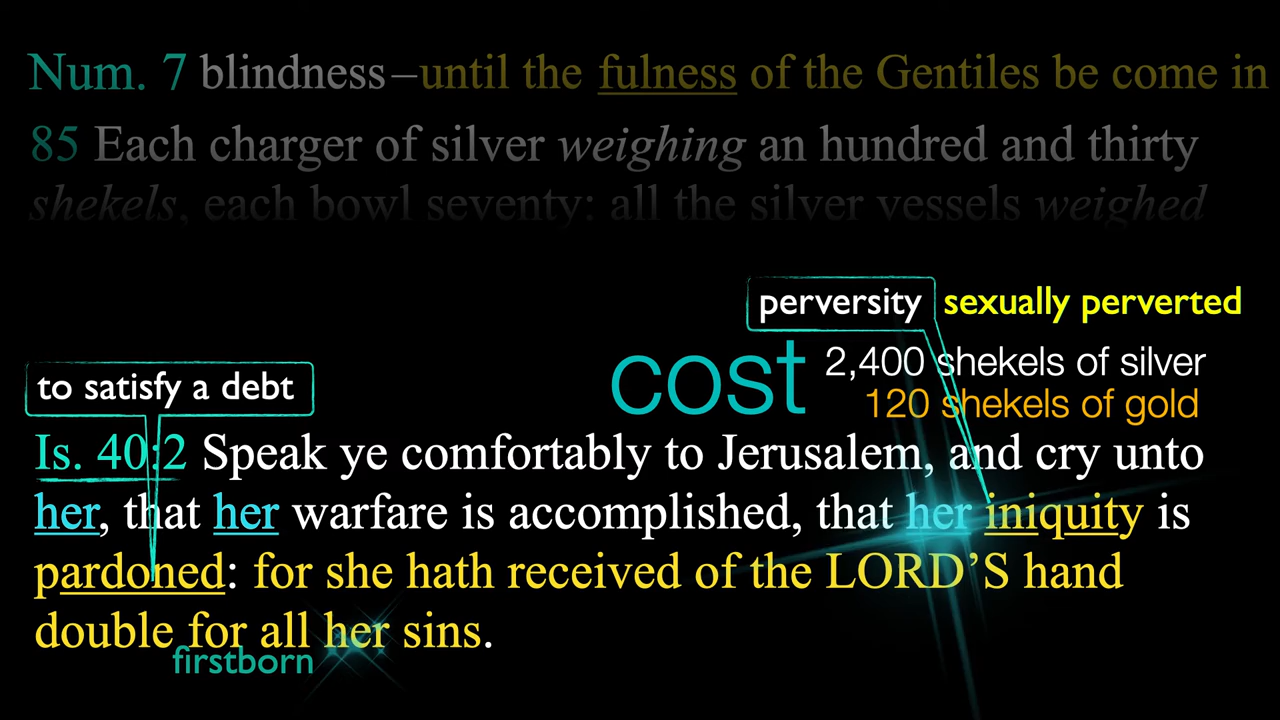 Num. 7 blindness–until the fulness of the Gentiles be come in
85 Each charger of silver weighing an hundred and thirty
shekels, each bowl seventy: all the silver vessels weighed
perversity sexually perverted
cost 2,400 shekels of silver
120 shekels of gold
to satisfy a debt
Is. 40:2 Speak ye comfortably to Jerusalem, and cry unto
her, that her warfare is accomplished, that her iniquity is
pardoned: for she hath received of the LORD’S hand
double for all her sins.
firstborn